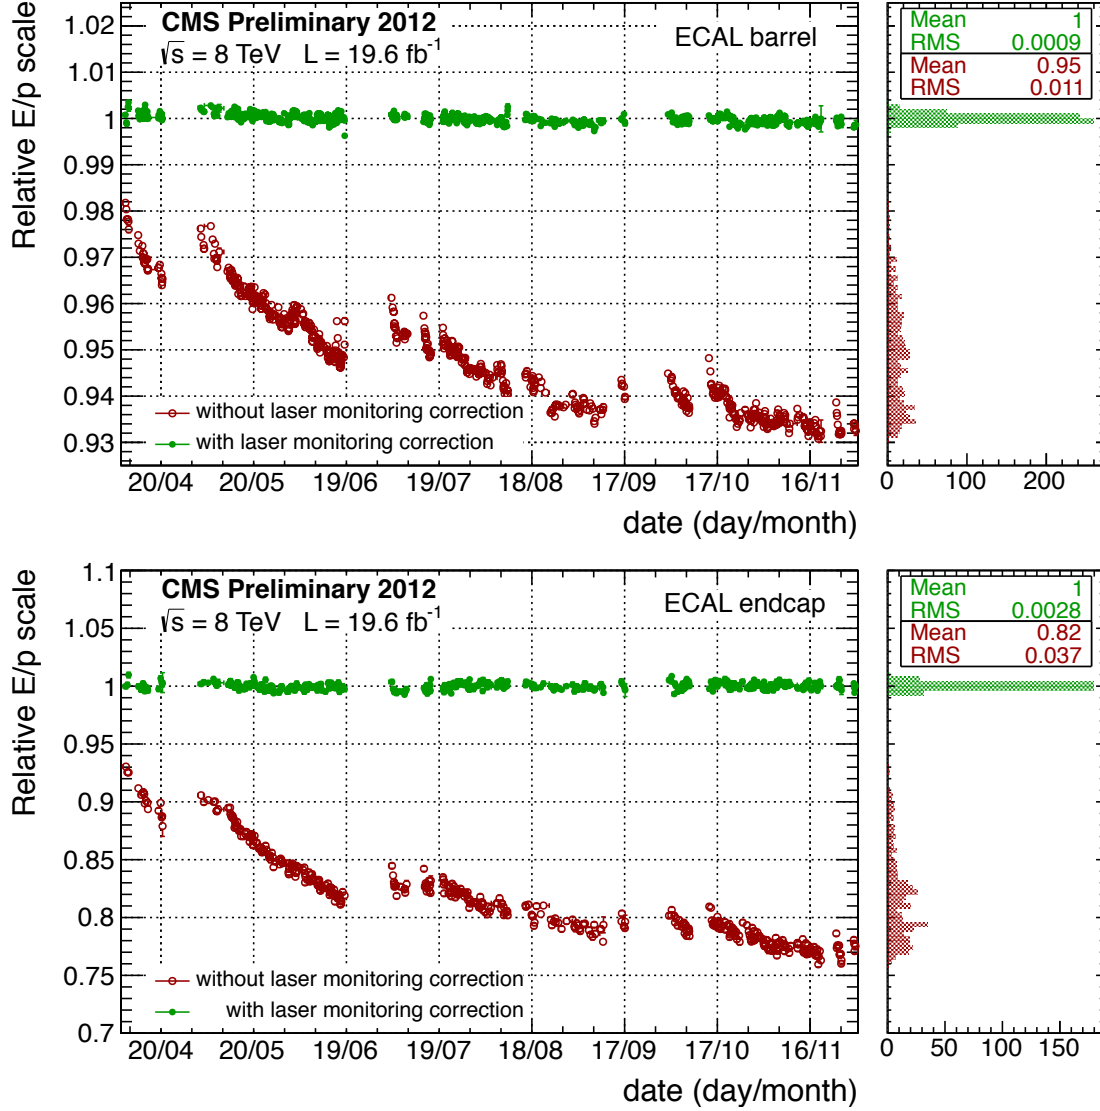 CMS Preliminary 2012
√s = 8 TeV L = 19.6 fb⁻¹
ECAL barrel
Relative E/p scale
1.02
1.01
1
0.99
0.98
0.97
0.96
0.95
0.94
0.93
without laser monitoring correction
with laser monitoring correction
20/04 20/05 19/06 19/07 18/08 17/09 17/10 16/11
date (day/month)
Mean 1
RMS 0.0009
Mean 0.95
RMS 0.011
0 100 200
CMS Preliminary 2012
√s = 8 TeV L = 19.6 fb⁻¹
ECAL endcap
Relative E/p scale
1.1
1.05
1
0.95
0.9
0.85
0.8
0.75
0.7
without laser monitoring correction
with laser monitoring correction
20/04 20/05 19/06 19/07 18/08 17/09 17/10 16/11
date (day/month)
Mean 1
RMS 0.0028
Mean 0.82
RMS 0.037
0 50 100 150